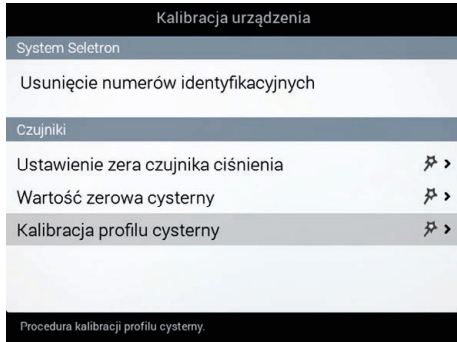 Kalibracja urządzenia
System Seletron
Usunięcie numerów identyfikacyjnych
Czujniki
Ustawienie zera czujnika ciśnienia
Wartość zerowa cysterny
Kalibracja profilu cysterny
Procedura kalibracji profilu cysterny.